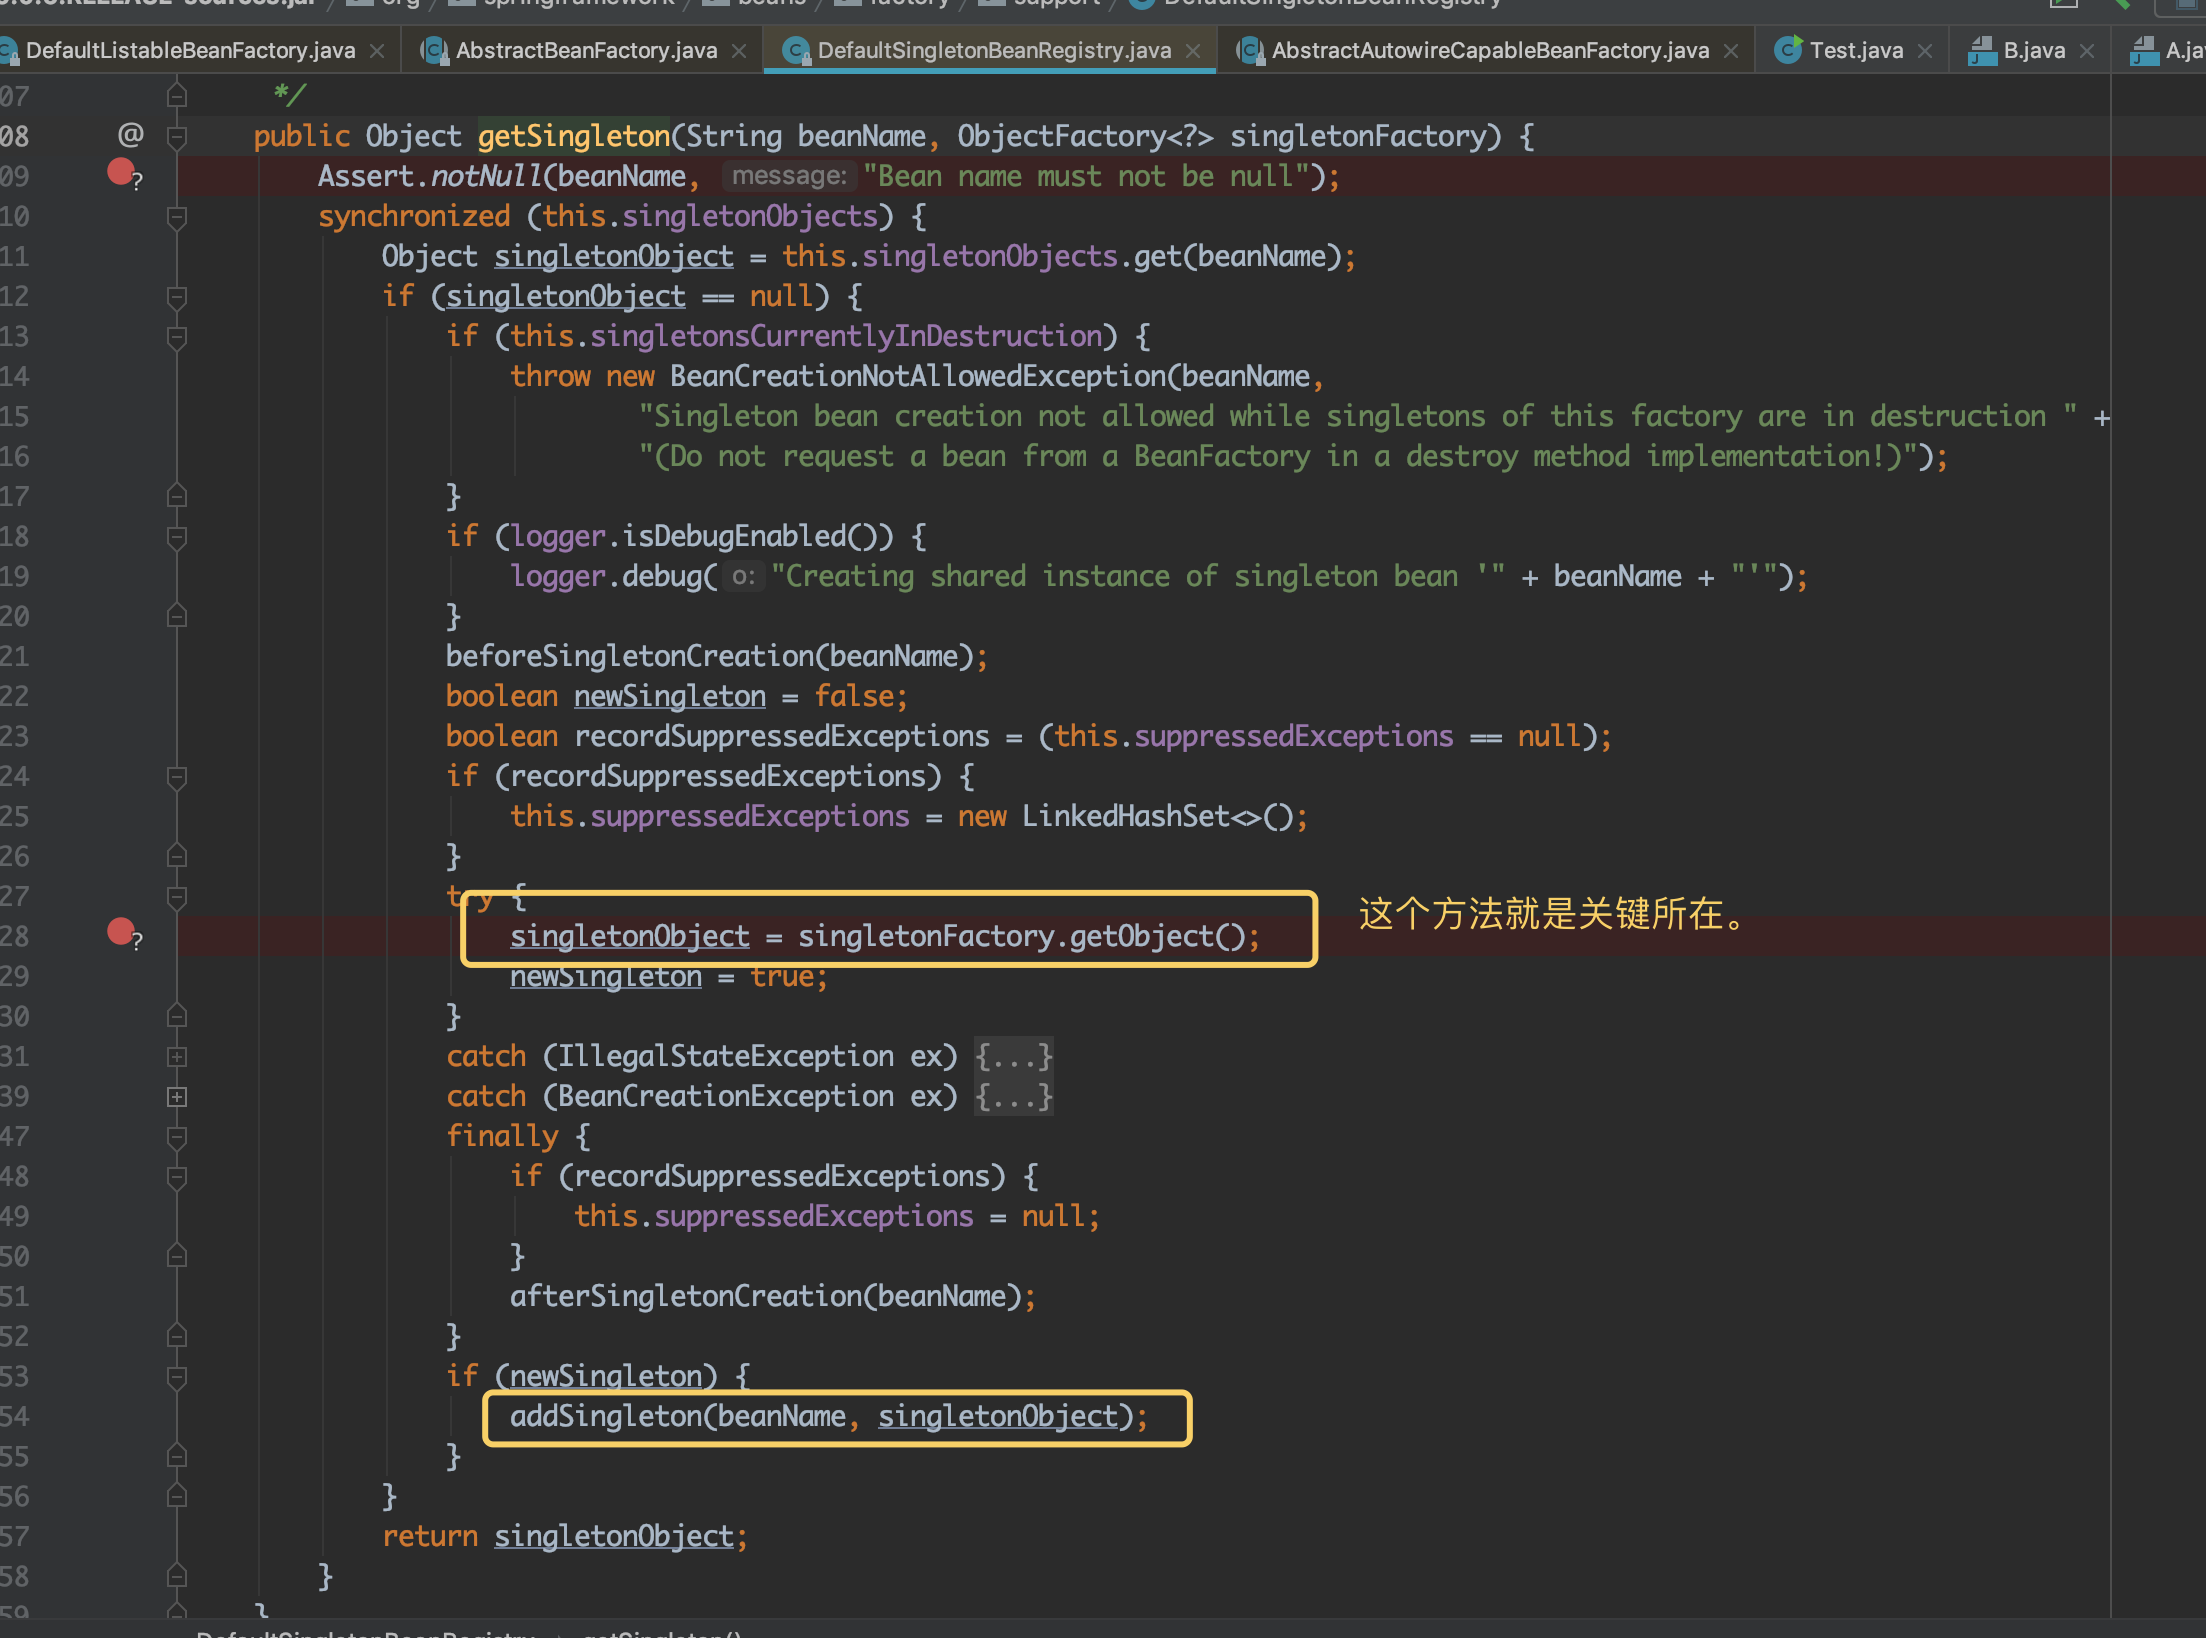 org / springframework / beans / factory / support / DefaultSingletonBeanRegistry
DefaultListableBeanFactory.java × AbstractBeanFactory.java × DefaultSingletonBeanRegistry.java × AbstractAutowireCapableBeanFactory.java × Test.java × B.java × A.ja
07 */
08 @ public Object getSingleton(String beanName, ObjectFactory<?> singletonFactory) {
09 ? Assert.notNull(beanName, message: "Bean name must not be null");
10 synchronized (this.singletonObjects) {
11 Object singletonObject = this.singletonObjects.get(beanName);
12 if (singletonObject == null) {
13 if (this.singletonsCurrentlyInDestruction) {
14 throw new BeanCreationNotAllowedException(beanName,
15 "Singleton bean creation not allowed while singletons of this factory are in destruction " +
16 "(Do not request a bean from a BeanFactory in a destroy method implementation!)");
17 }
18 if (logger.isDebugEnabled()) {
19 logger.debug( o: "Creating shared instance of singleton bean '" + beanName + "'");
20 }
21 beforeSingletonCreation(beanName);
22 boolean newSingleton = false;
23 boolean recordSuppressedExceptions = (this.suppressedExceptions == null);
24 if (recordSuppressedExceptions) {
25 this.suppressedExceptions = new LinkedHashSet<>();
26 }
27 try {
28 ? singletonObject = singletonFactory.getObject(); 这个方法就是关键所在。
29 newSingleton = true;
30 }
31 catch (IllegalStateException ex) {...}
39 catch (BeanCreationException ex) {...}
47 finally {
48 if (recordSuppressedExceptions) {
49 this.suppressedExceptions = null;
50 }
51 afterSingletonCreation(beanName);
52 }
53 if (newSingleton) {
54 addSingleton(beanName, singletonObject);
55 }
56 }
57 return singletonObject;
58 }
59 }
DefaultSingletonBeanRegistry › getSingleton()